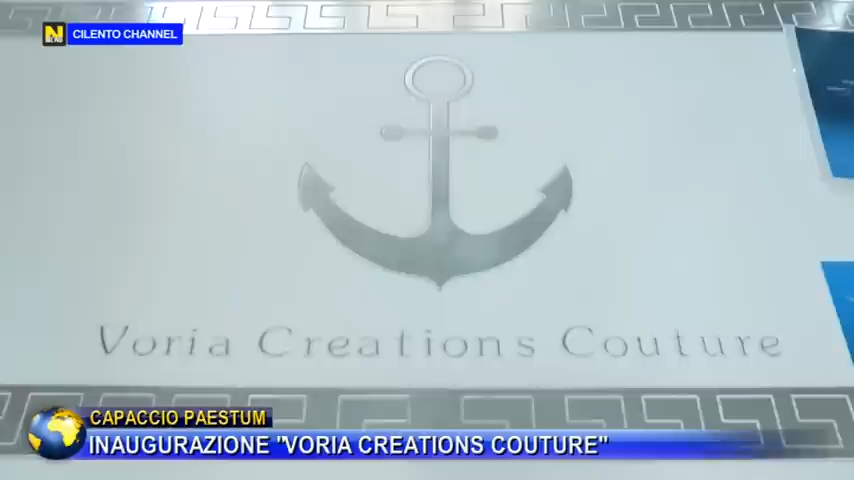 CILENTO CHANNEL
Voria Creations Couture
CAPACCIO PAESTUM
INAUGURAZIONE "VORIA CREATIONS COUTURE"